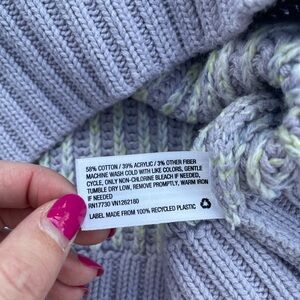 58% COTTON / 39% ACRYLIC / 3% OTHER FIBER
MACHINE WASH COLD WITH LIKE COLORS, GENTLE
CYCLE, ONLY NON-CHLORINE BLEACH IF NEEDED,
TUMBLE DRY LOW, REMOVE PROMPTLY, WARM IRON
IF NEEDED
RN17730 VN1262160
LABEL MADE FROM 100% RECYCLED PLASTIC